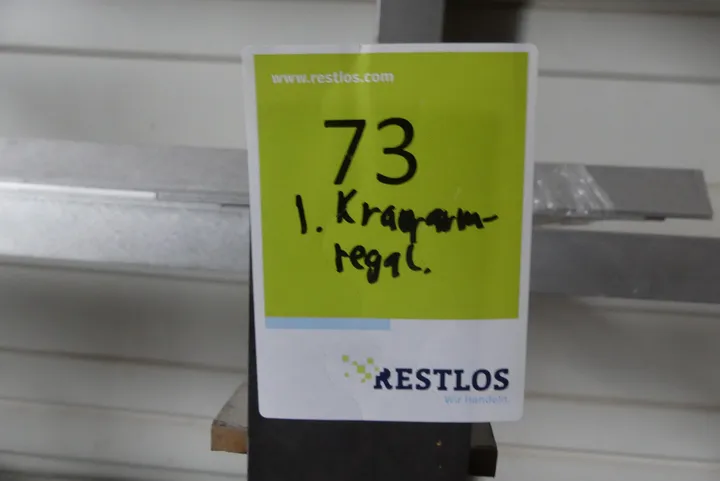 www.restlos.com
73
1. Kragarm-
regal.
RESTLOS
Wir handeln.